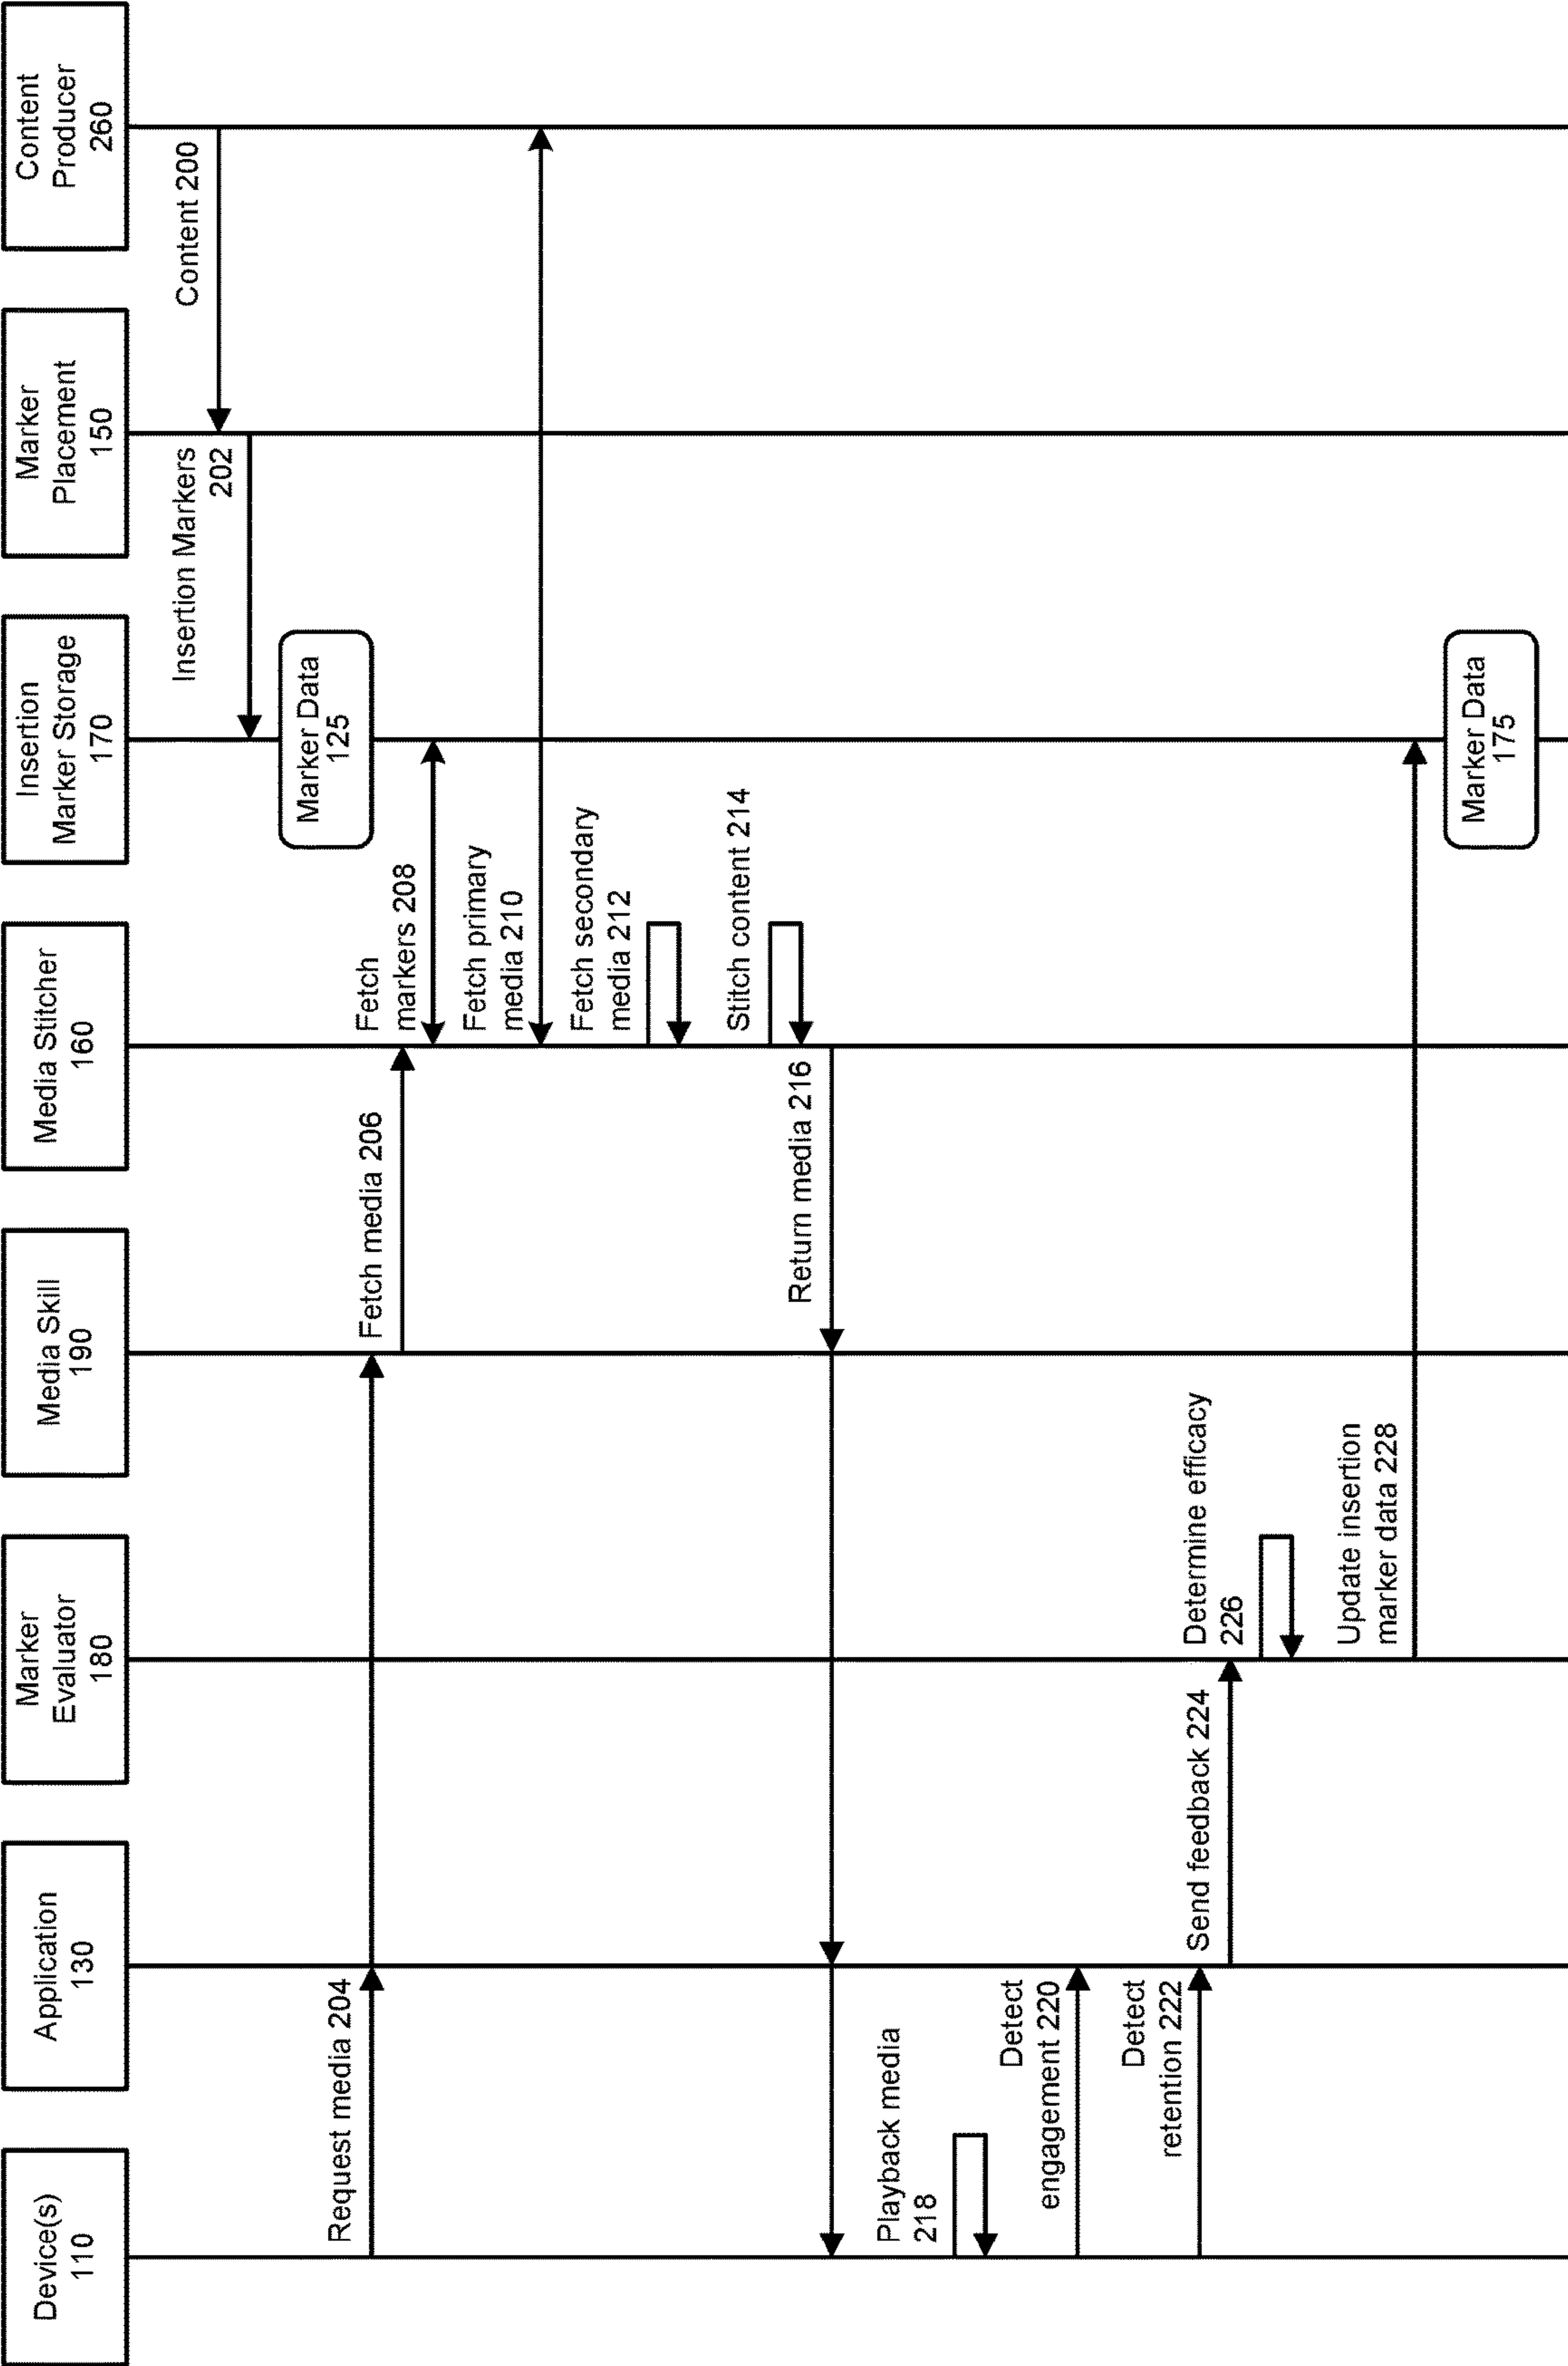 Device(s)
110
Application
130
Marker
Evaluator
180
Media Skill
190
Media Stitcher
160
Insertion
Marker Storage
170
Marker
Placement
150
Content
Producer
260
Content 200
Insertion Markers
202
Marker Data
125
Request media 204
Fetch media 206
Fetch
markers 208
Fetch primary
media 210
Fetch secondary
media 212
Stitch content 214
Return media 216
Playback media
218
Detect
engagement 220
Detect
retention 222
Send feedback 224
Determine efficacy
226
Update insertion
marker data 228
Marker Data
175